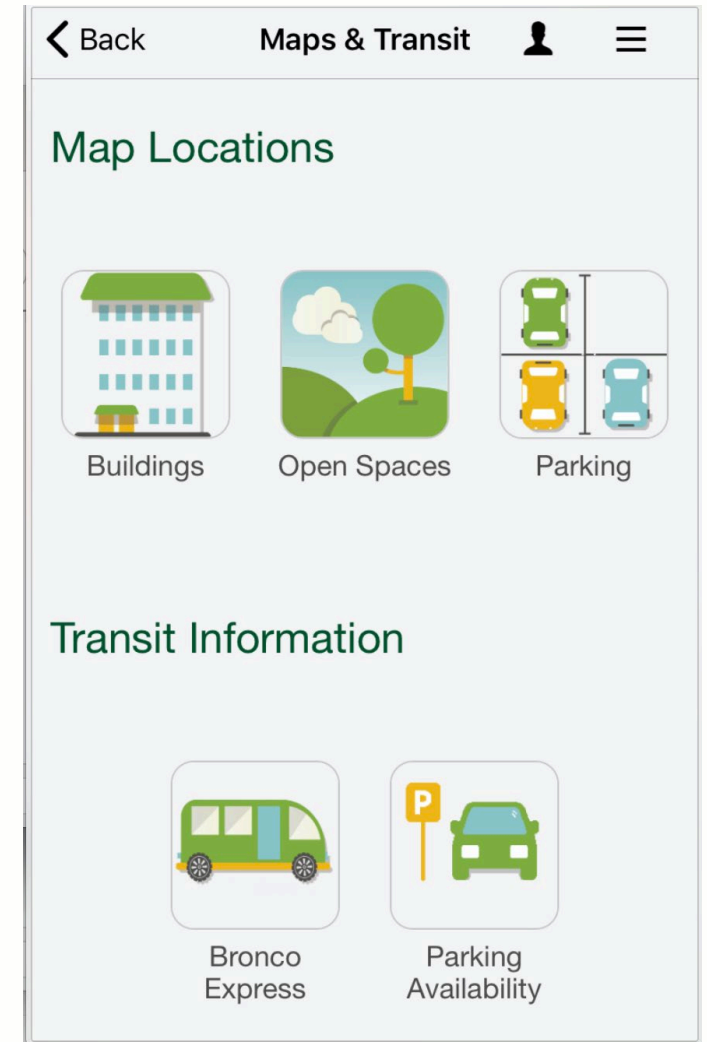 Back Maps & Transit
Map Locations
Buildings Open Spaces Parking
Transit Information
P
Bronco Parking
Express Availability